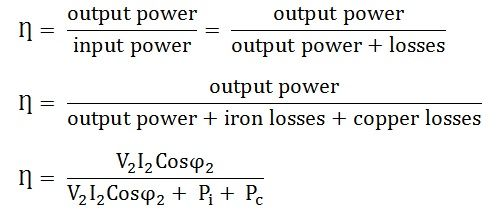 η = output power / input power = output power / output power + losses
η = output power / output power + iron losses + copper losses
η = V₂I₂Cosφ₂ / V₂I₂Cosφ₂ + Pᵢ + P꜀